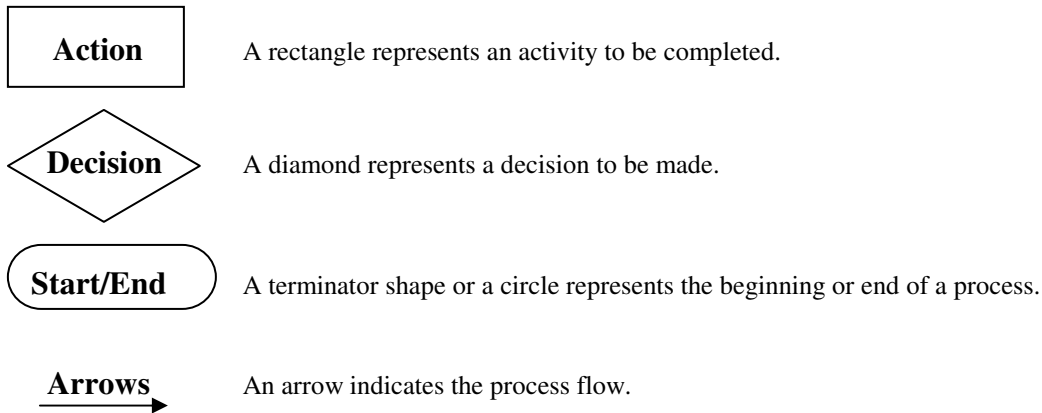 Action A rectangle represents an activity to be completed.
Decision A diamond represents a decision to be made.
Start/End A terminator shape or a circle represents the beginning or end of a process.
Arrows An arrow indicates the process flow.